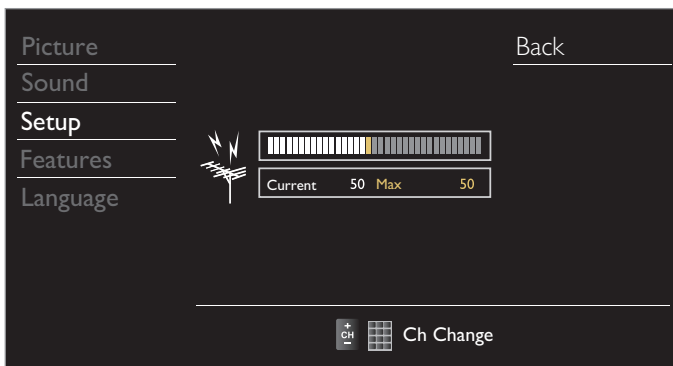 Picture
Sound
Setup
Features
Language
Back
Current 50 Max 50
+
CH
−
Ch Change